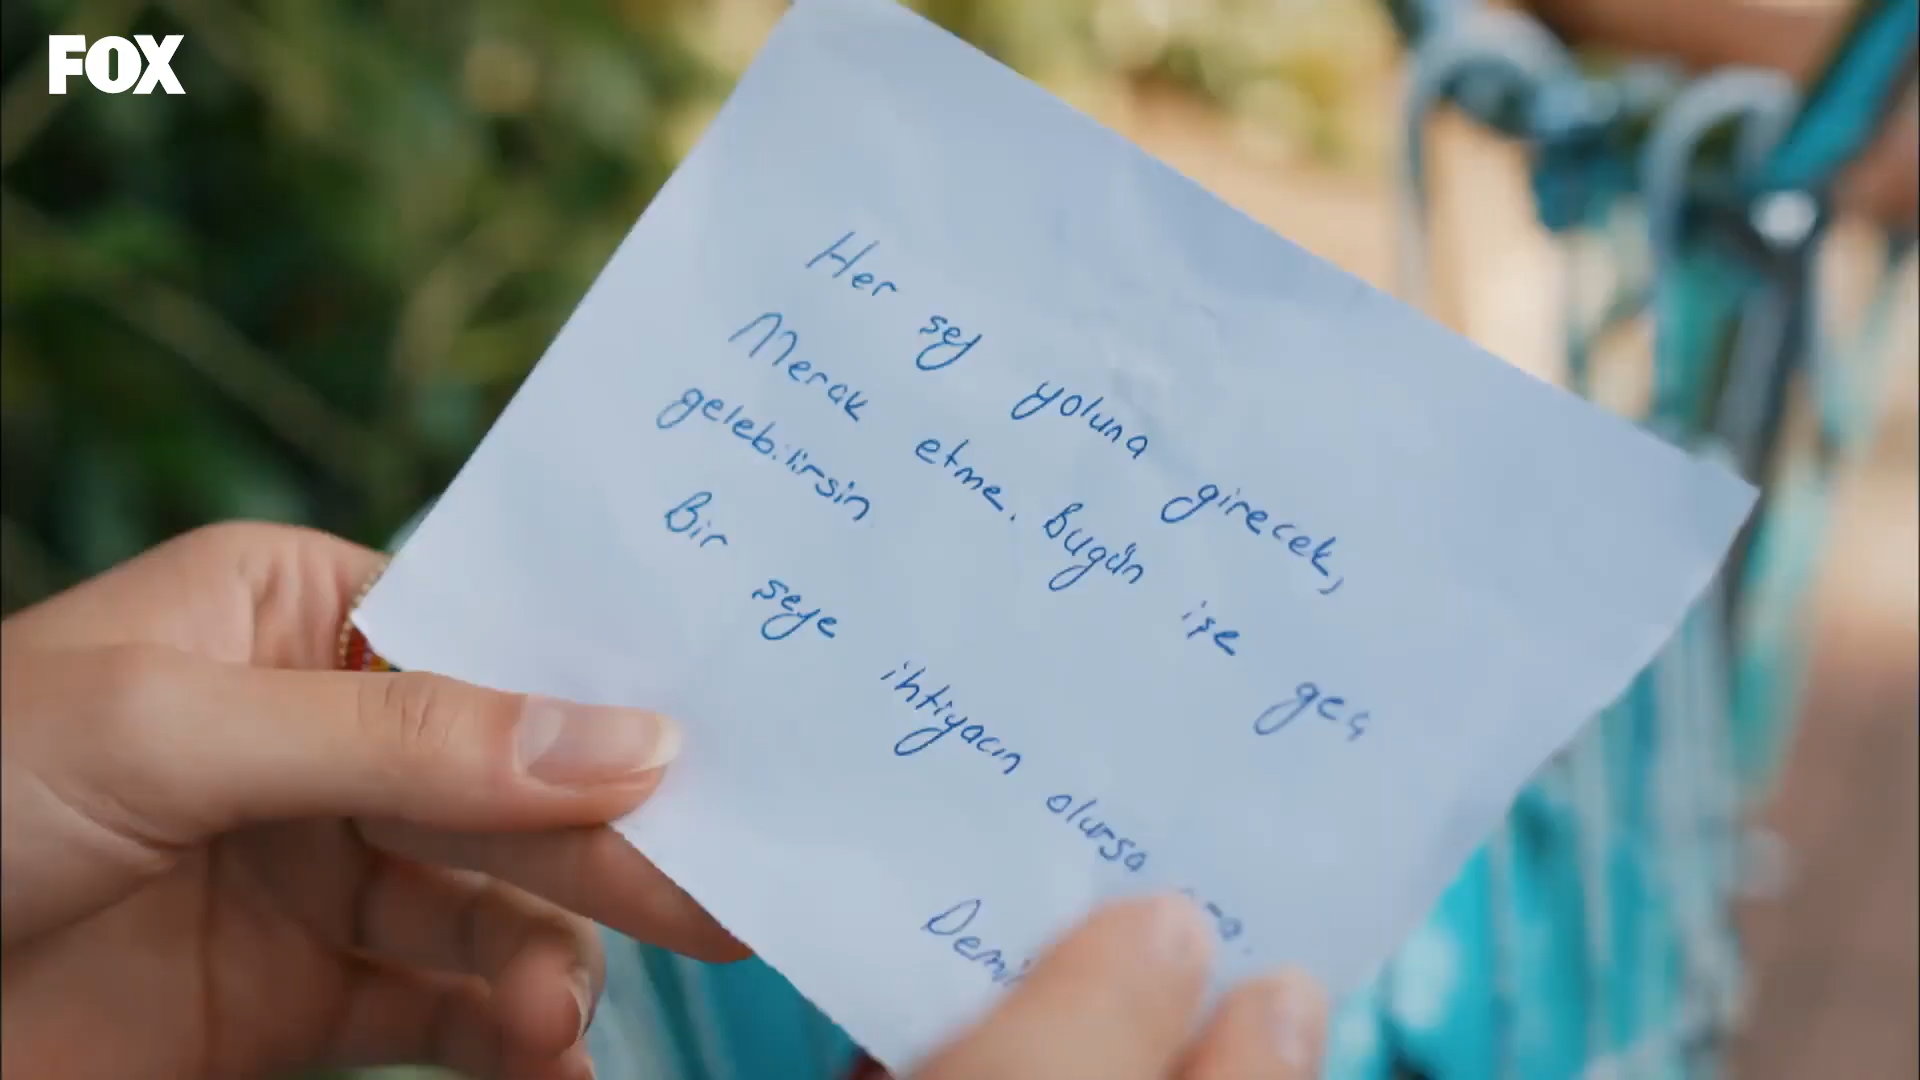 FOX
Her şey yoluna girecek,
Merak etme. Bugün işe geç
gelebilirsin
Bir şeye ihtiyacın olursa